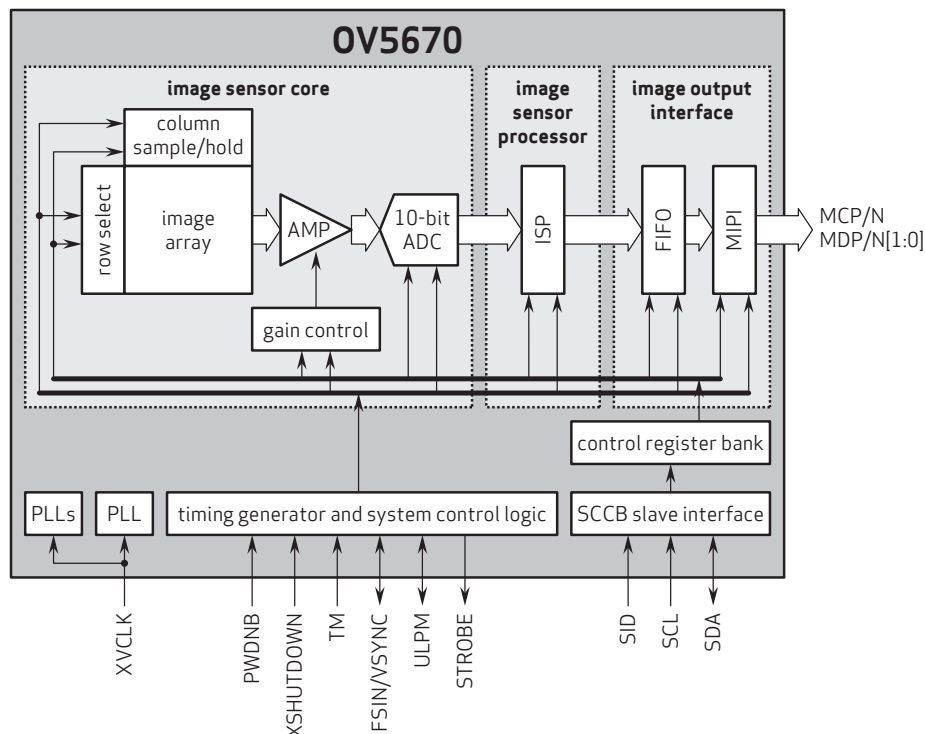 OV5670
image sensor core
image
sensor
processor
image output
interface
column
sample/hold
row select
image
array
AMP
10-bit
ADC
ISP
FIFO
MIPI
MCP/N
MDP/N[1:0]
gain control
control register bank
PLLs
PLL
timing generator and system control logic
SCCB slave interface
XVCLK
PWDNB
XSHUTDOWN
TM
FSIN/VSYNC
ULPM
STROBE
SID
SCL
SDA